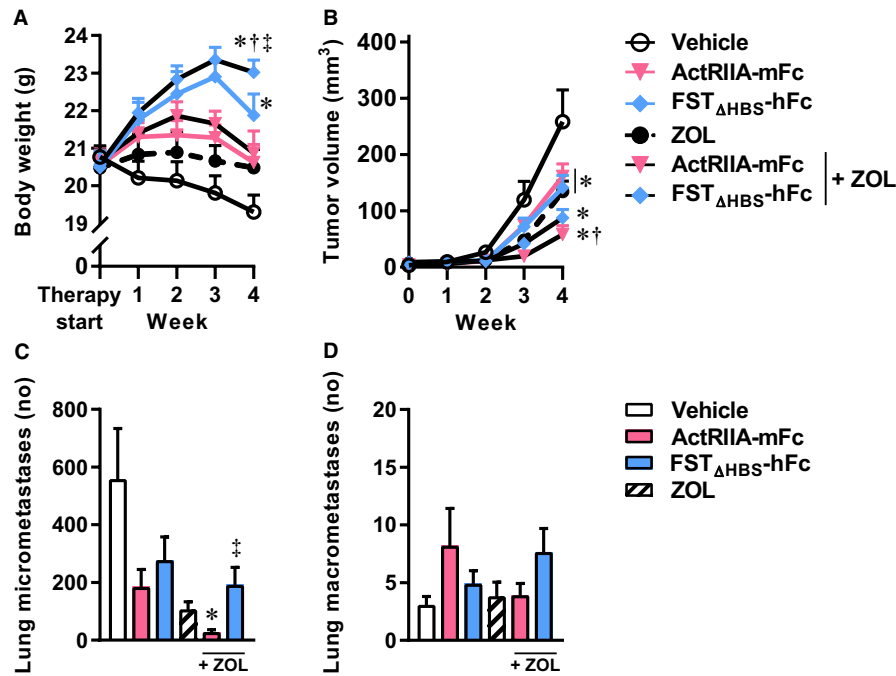 A
Body weight (g)
24
23
22
21
20
19
0
*†‡
*
Therapy
start
1
2
3
4
Week
B
Tumor volume (mm³)
400
300
200
100
0
*
*
*†
0
1
2
3
4
Week
Vehicle
ActRIIA-mFc
FSTΔHBS-hFc
ZOL
ActRIIA-mFc
FSTΔHBS-hFc
+ ZOL
C
Lung micrometastases (no)
800
600
400
200
0
*
‡
+ ZOL
D
Lung macrometastases (no)
20
15
10
5
0
+ ZOL
Vehicle
ActRIIA-mFc
FSTΔHBS-hFc
ZOL